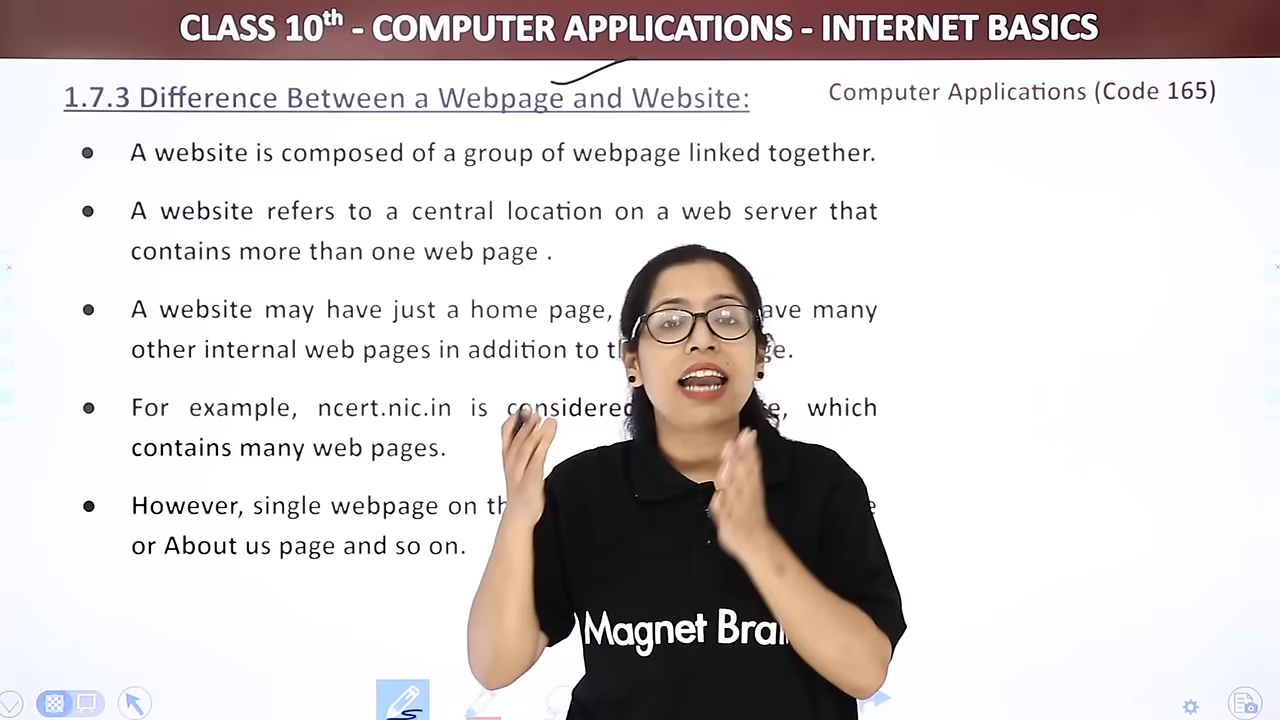 CLASS 10th - COMPUTER APPLICATIONS - INTERNET BASICS
1.7.3 Difference Between a Webpage and Website:
Computer Applications (Code 165)
A website is composed of a group of webpage linked together.
A website refers to a central location on a web server that
contains more than one web page .
A website may have just a home page, many
other internal web pages in addition to
For example, ncert.nic.in is considered which
contains many web pages.
However, single webpage on
or About us page and so on.
Magnet